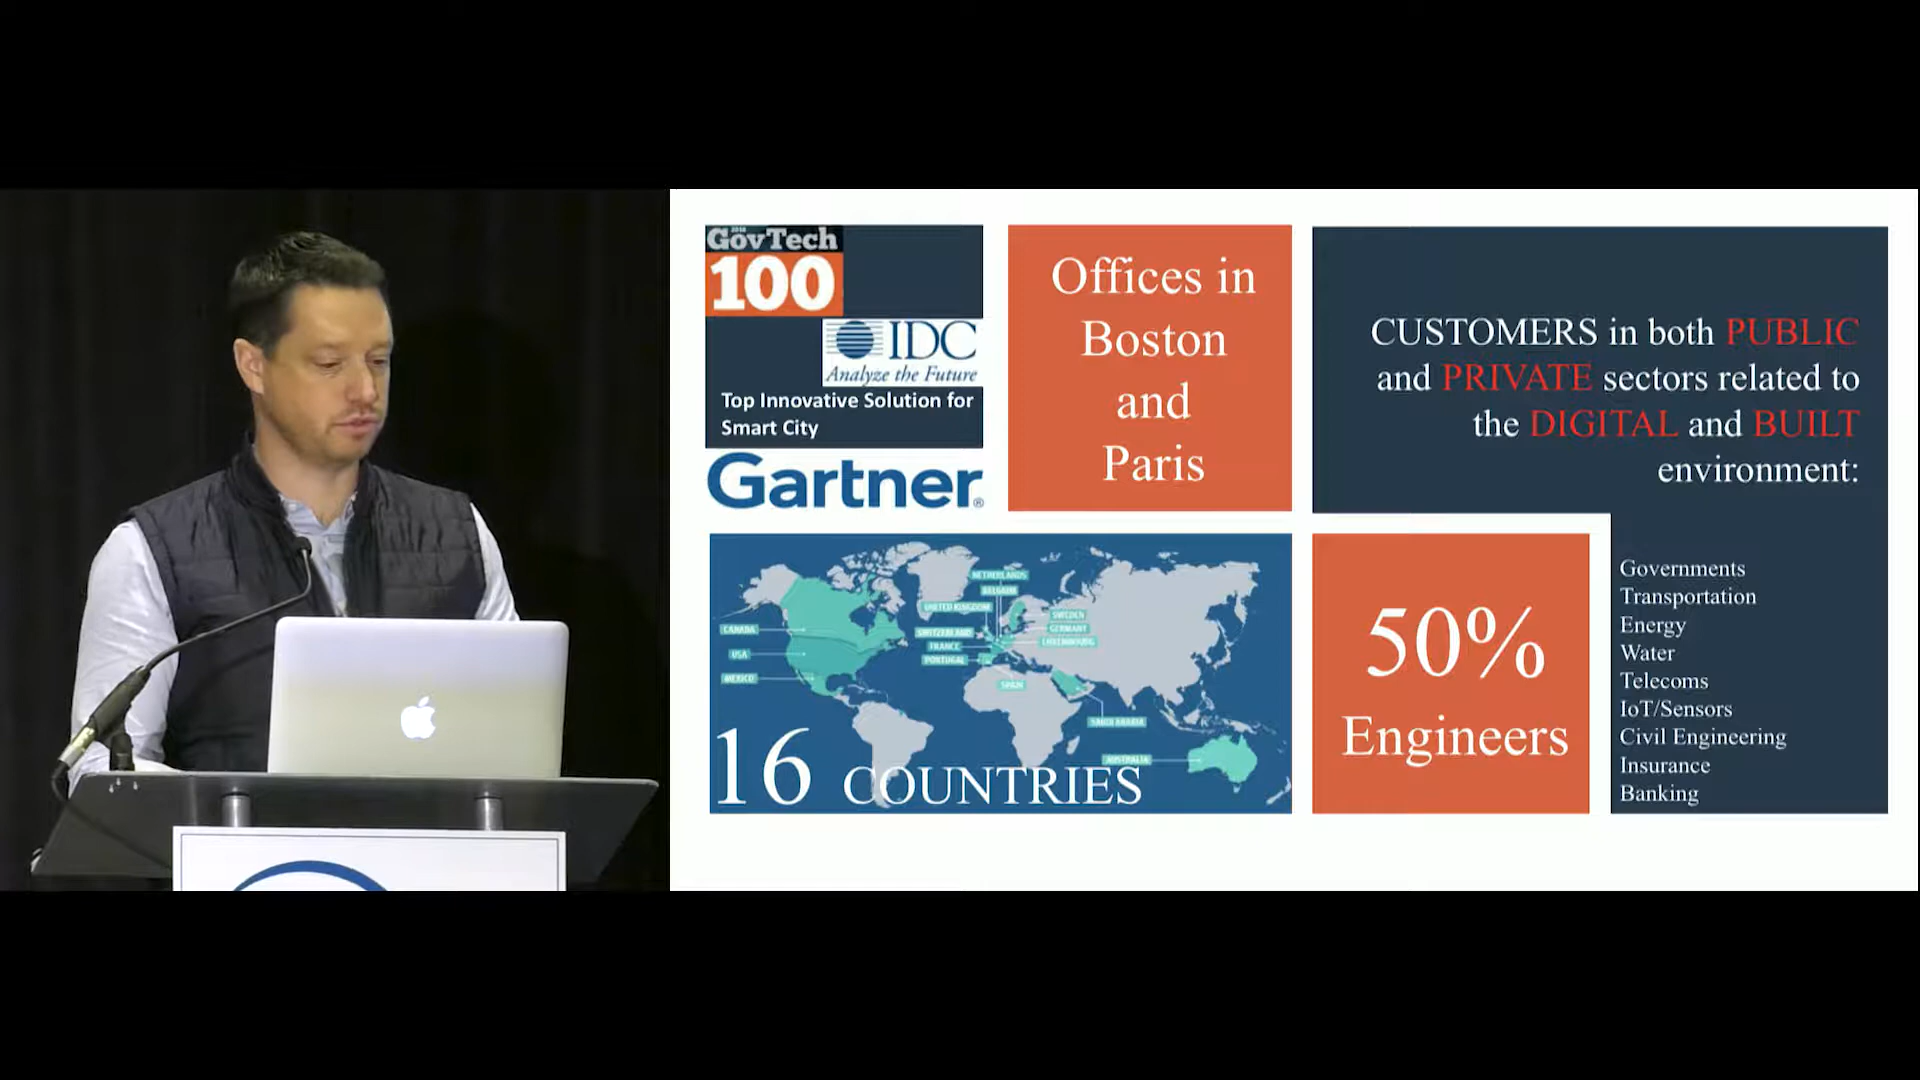 2018
GovTech
100
IDC
Analyze the Future
Top Innovative Solution for
Smart City
Gartner®
Offices in
Boston
and
Paris
CUSTOMERS in both PUBLIC
and PRIVATE sectors related to
the DIGITAL and BUILT
environment:
Governments
Transportation
Energy
Water
Telecoms
IoT/Sensors
Civil Engineering
Insurance
Banking
NETHERLANDS
BELGIUM
UNITED KINGDOM
SWEDEN
GERMANY
LUXEMBOURG
SWITZERLAND
FRANCE
PORTUGAL
SPAIN
CANADA
USA
MEXICO
SAUDI ARABIA
AUSTRALIA
16 COUNTRIES
50%
Engineers